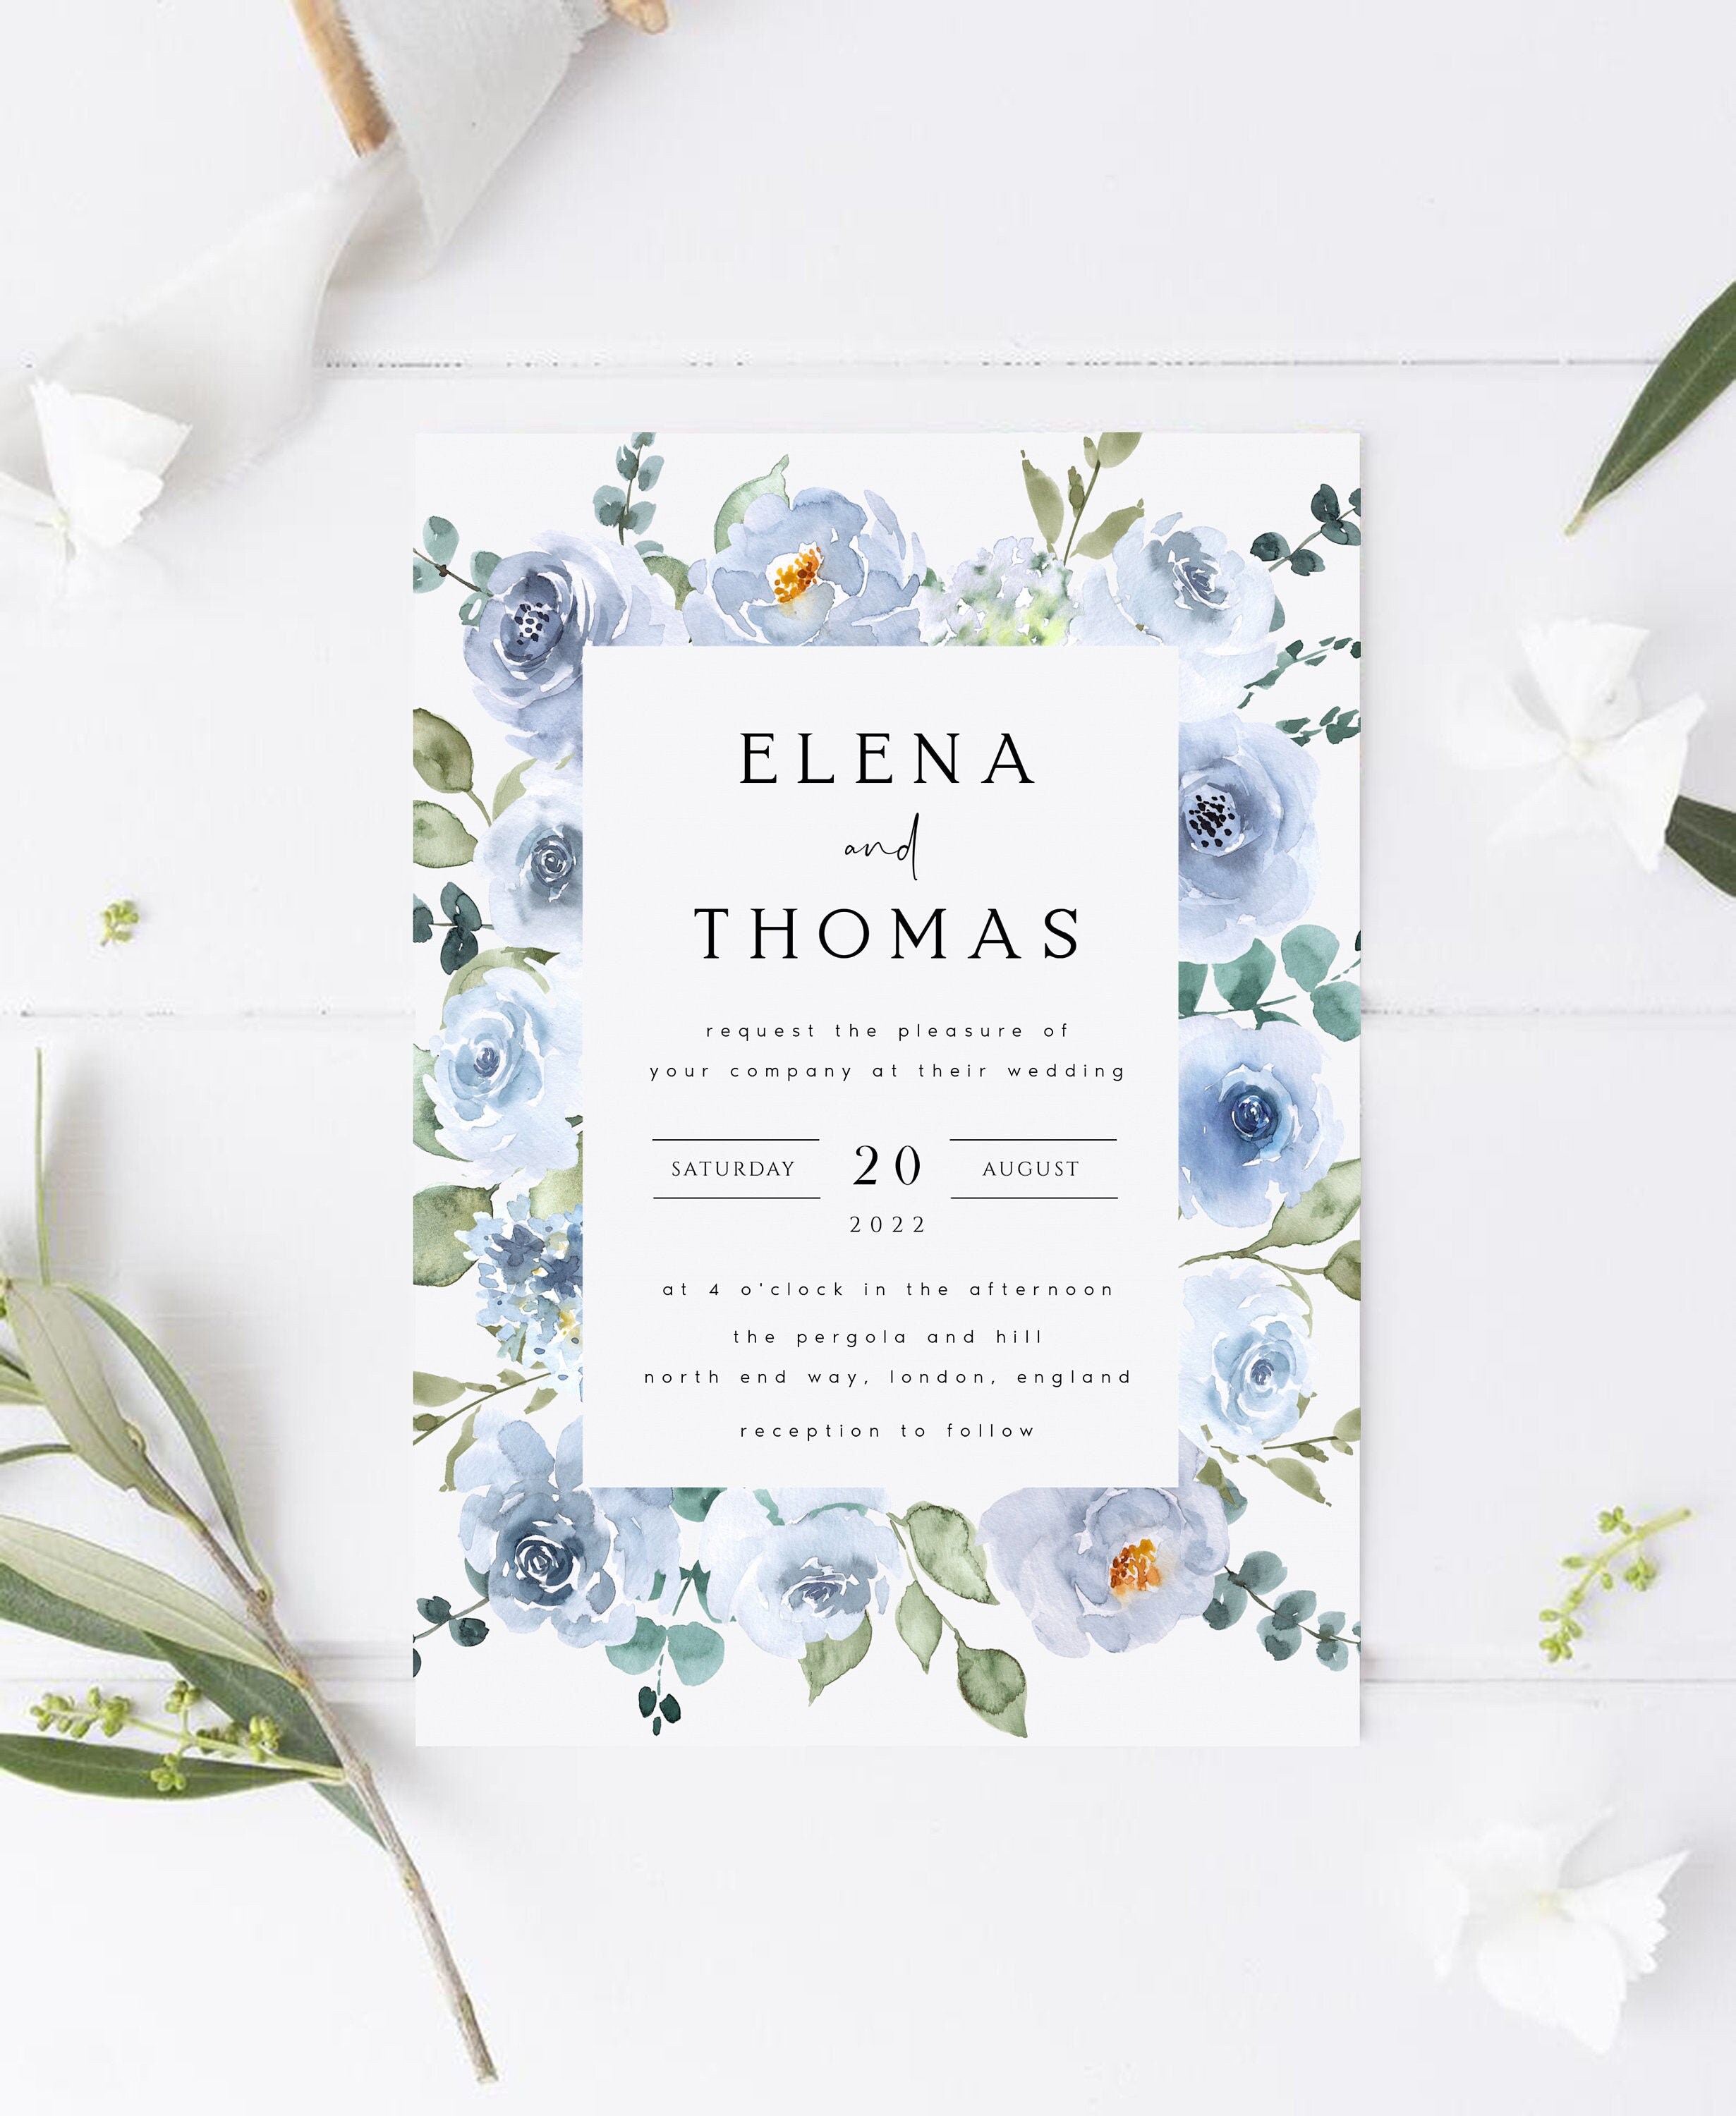 ELENA
and
THOMAS
request the pleasure of
your company at their wedding
SATURDAY 20 AUGUST
2022
at 4 o'clock in the afternoon
the pergola and hill
north end way, london, england
reception to follow